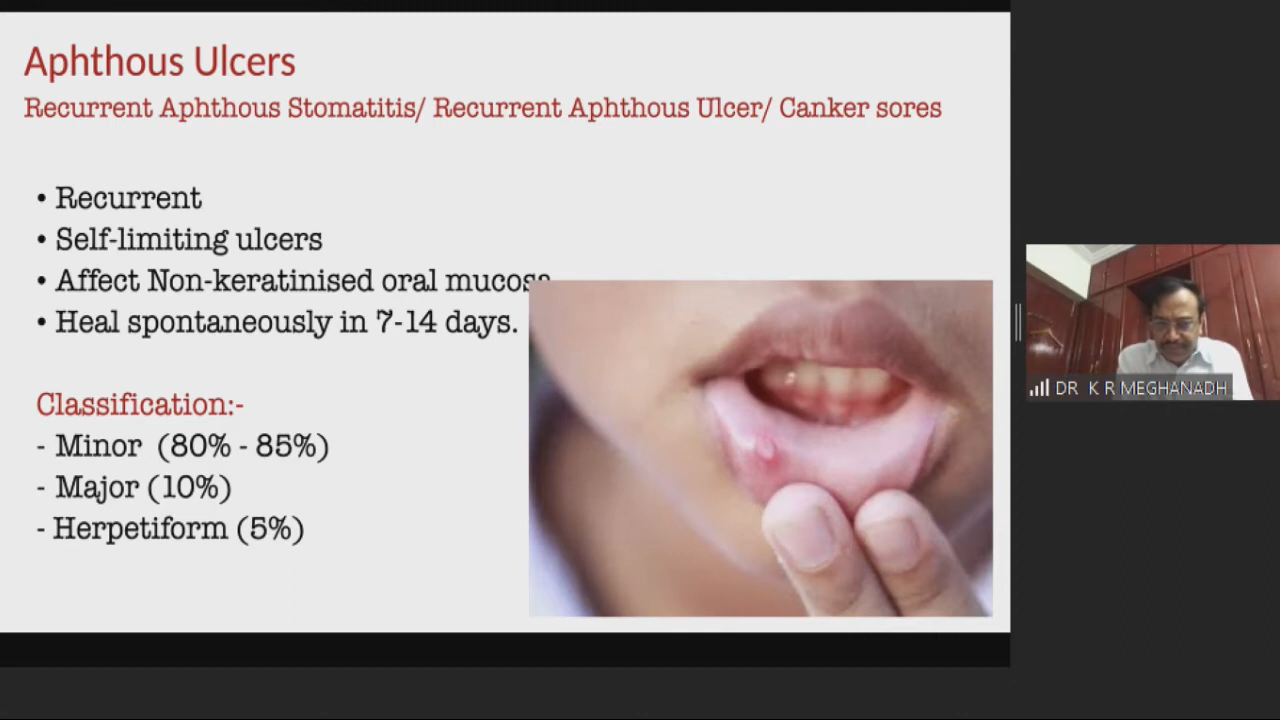 Aphthous Ulcers
Recurrent Aphthous Stomatitis/ Recurrent Aphthous Ulcer/ Canker sores
• Recurrent
• Self-limiting ulcers
• Affect Non-keratinised oral mucosa
• Heal spontaneously in 7-14 days.
Classification:-
- Minor (80% - 85%)
- Major (10%)
- Herpetiform (5%)
DR K R MEGHANADH